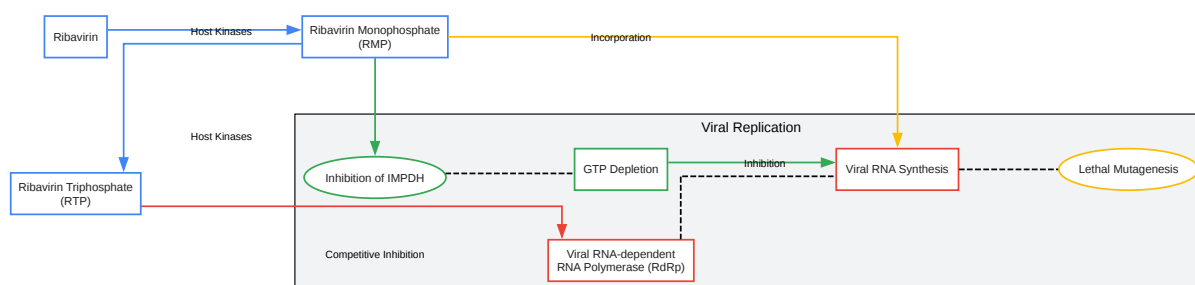 Ribavirin
Host Kinases
Ribavirin Monophosphate
(RMP)
Incorporation
Viral Replication
Host Kinases
Inhibition of IMPDH
GTP Depletion
Inhibition
Viral RNA Synthesis
Lethal Mutagenesis
Ribavirin Triphosphate
(RTP)
Competitive Inhibition
Viral RNA-dependent
RNA Polymerase (RdRp)